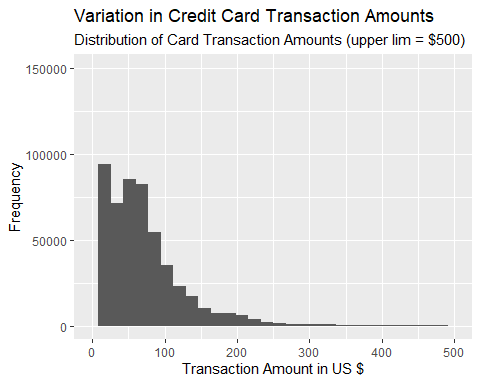 Variation in Credit Card Transaction Amounts
Distribution of Card Transaction Amounts (upper lim = $500)
150000
100000
50000
0
Frequency
0 100 200 300 400 500
Transaction Amount in US $